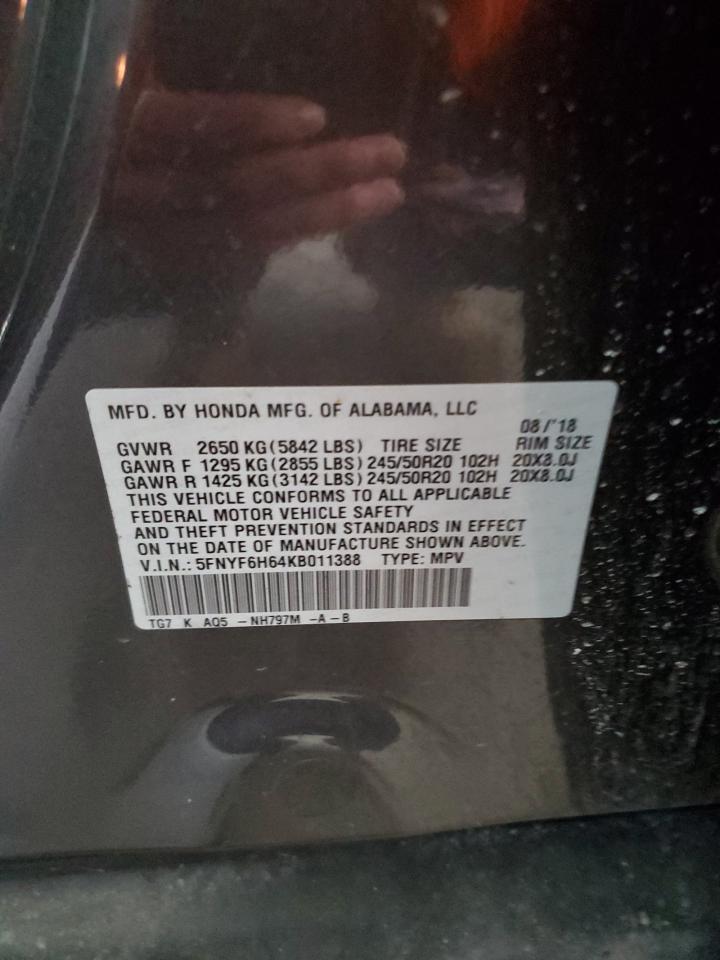 MFD. BY HONDA MFG. OF ALABAMA, LLC
08/'18
GVWR 2650 KG(5842 LBS) TIRE SIZE RIM SIZE
GAWR F 1295 KG(2855 LBS) 245/50R20 102H 20X8.0J
GAWR R 1425 KG(3142 LBS) 245/50R20 102H 20X8.0J
THIS VEHICLE CONFORMS TO ALL APPLICABLE
FEDERAL MOTOR VEHICLE SAFETY
AND THEFT PREVENTION STANDARDS IN EFFECT
ON THE DATE OF MANUFACTURE SHOWN ABOVE.
V.I.N.: 5FNYF6H64KB011388 TYPE: MPV
TG7 K AQ5 -NH797M -A-B